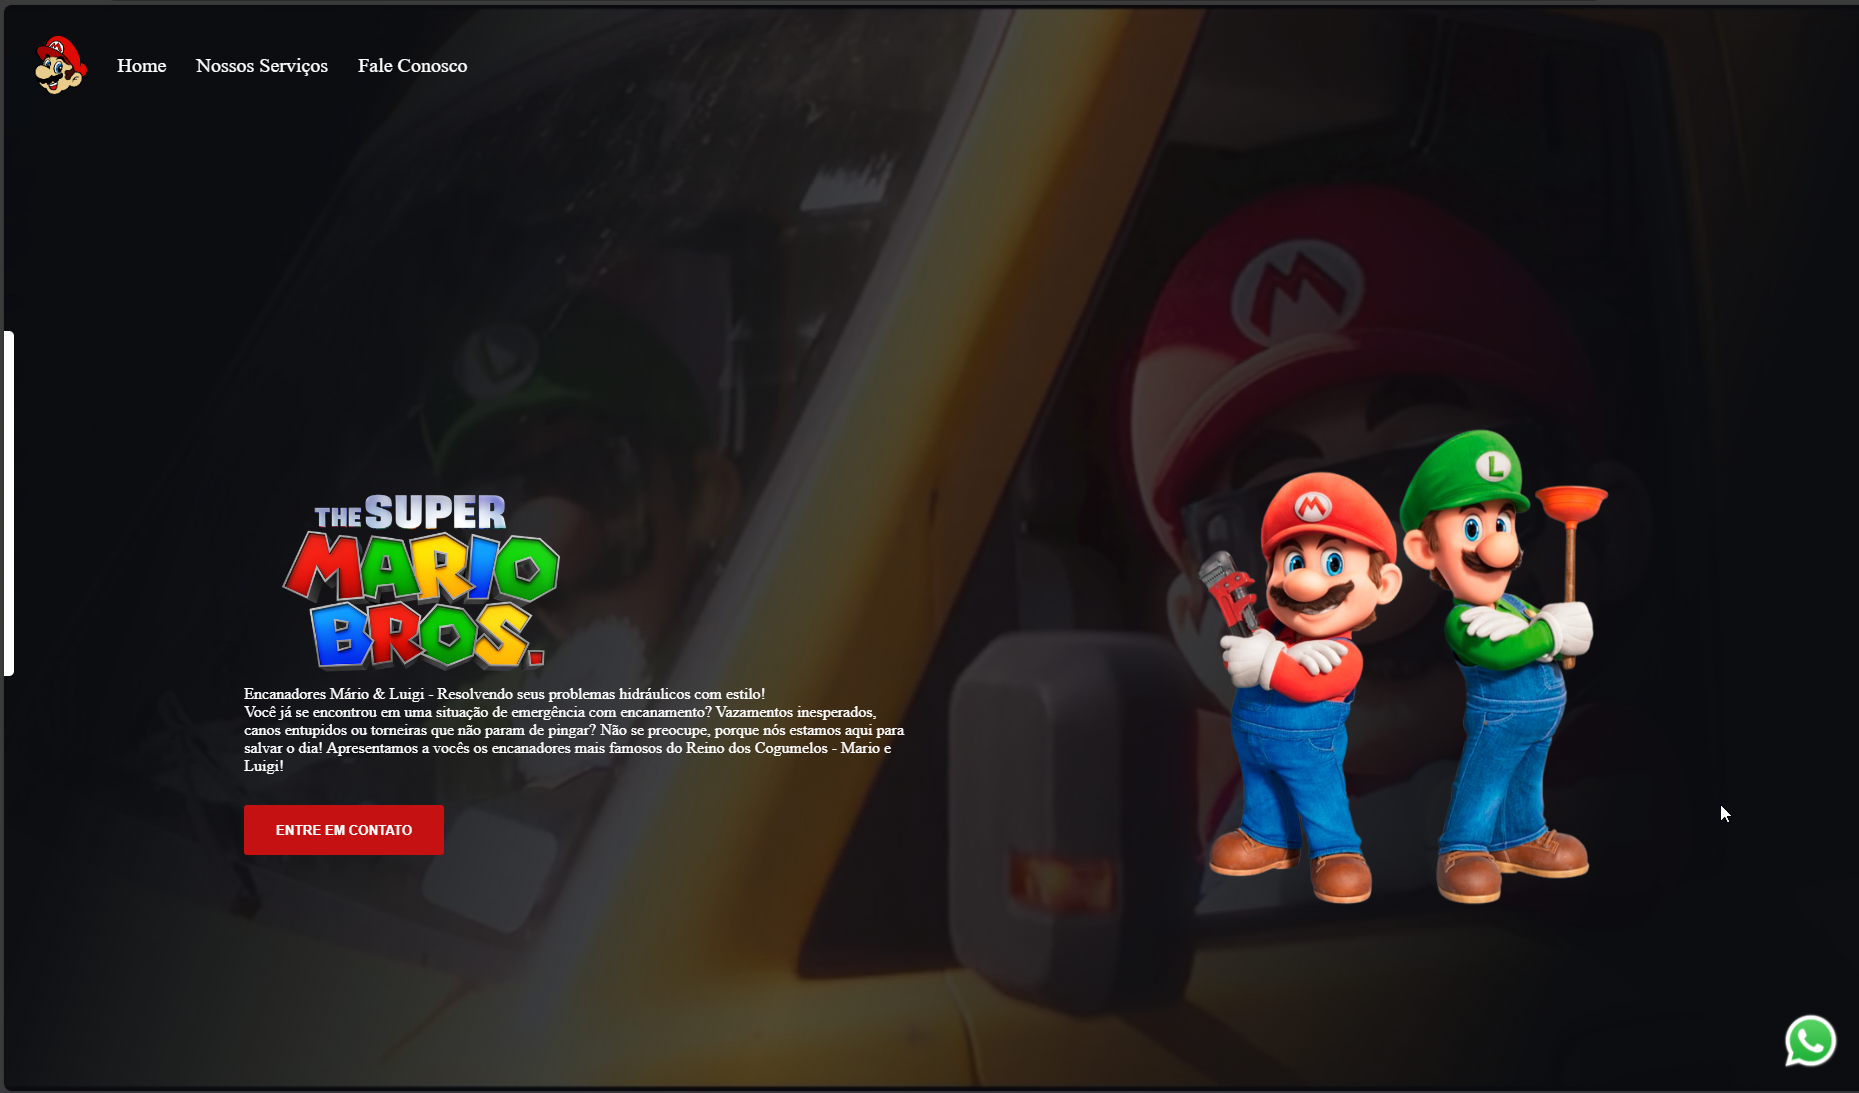 Home
Nossos Serviços
Fale Conosco
M
L
M
L
M
THE SUPER
MARIO
BROS.
Encanadores Mário & Luigi - Resolvendo seus problemas hidráulicos com estilo!
Você já se encontrou em uma situação de emergência com encanamento? Vazamentos inesperados,
canos entupidos ou torneiras que não param de pingar? Não se preocupe, porque nós estamos aqui para
salvar o dia! Apresentamos a vocês os encanadores mais famosos do Reino dos Cogumelos - Mario e
Luigi!
ENTRE EM CONTATO